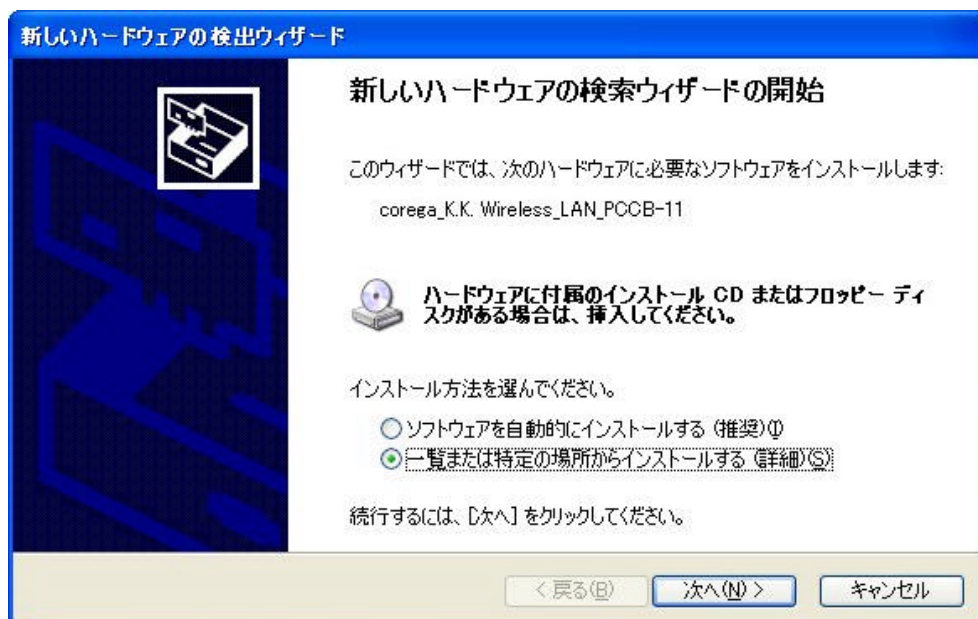 新しいハードウェアの検出ウィザード
新しいハードウェアの検索ウィザードの開始
このウィザードでは、次のハードウェアに必要なソフトウェアをインストールします:
corega_K.K. Wireless_LAN_PCCB-11
ハードウェアに付属のインストール CD またはフロッピー ディ
スクがある場合は、挿入してください。
インストール方法を選んでください。
ソフトウェアを自動的にインストールする (推奨)(I)
一覧または特定の場所からインストールする (詳細)(S)
続行するには、[次へ] をクリックしてください。
< 戻る(B)
次へ(N) >
キャンセル